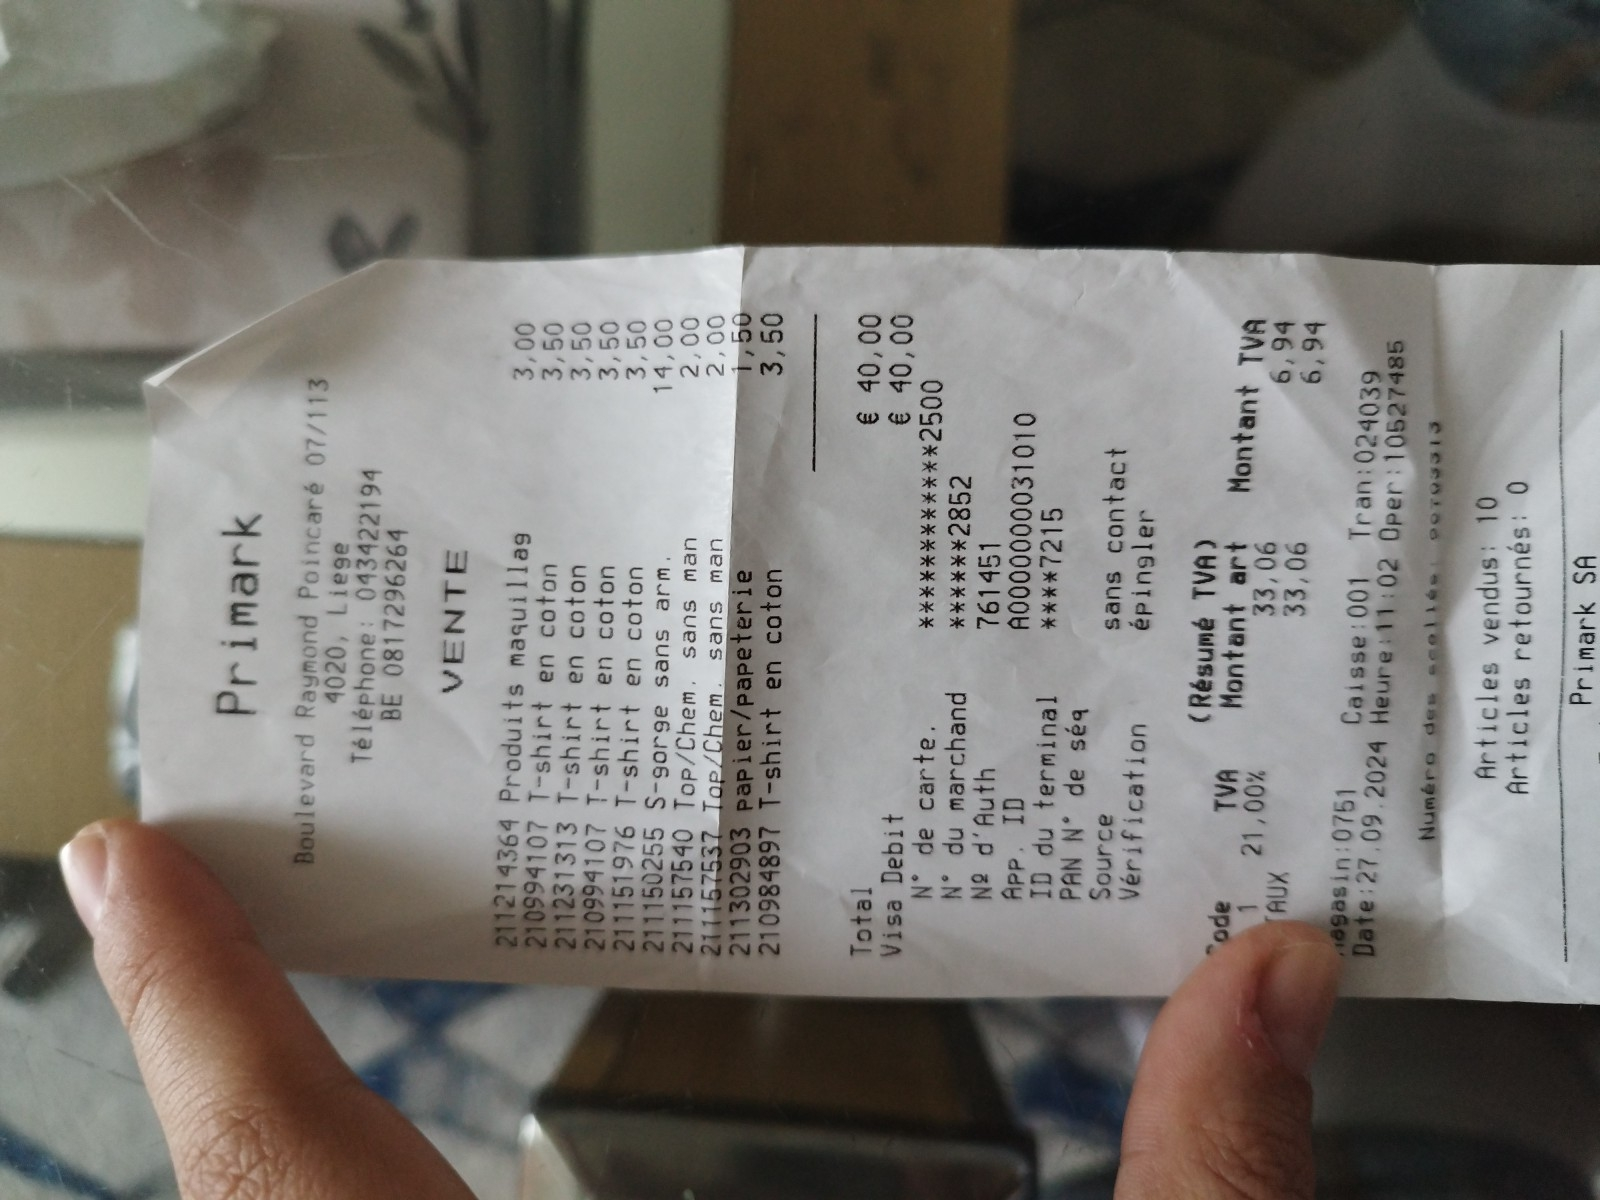 Primark
Boulevard Raymond Poincaré 07/113
4020, Liege
Téléphone: 043422194
BE 0817296264
VENTE
211214364 Produits maquillag 3,00
210994107 T-shirt en coton 3,50
211231313 T-shirt en coton 3,50
210994107 T-shirt en coton 3,50
211151976 T-shirt en coton 3,50
211150255 S-gorge sans arm. 14,00
211157540 Top/Chem. sans man 2,00
211157537 Top/Chem. sans man 2,00
211302903 Papier/papeterie 1,50
210984897 T-shirt en coton 3,50
Total € 40,00
Visa Debit € 40,00
N° de carte. ***************2500
N° du marchand ******2852
Nº d'Auth 761451
App. ID A0000000031010
ID du terminal ****7215
PAN N° de séq
Source sans contact
Vérification épingler
(Résumé TVA)
ode TVA Montant art Montant TVA
1 21,00% 33,06 6,94
TAUX 33,06 6,94
agasin:0751 Caisse:001 Tran:024039
Date:27.09.2024 Heure:11:02 Oper:10527485
Numéro des
Articles vendus: 10
Articles retournés: 0
Primark SA